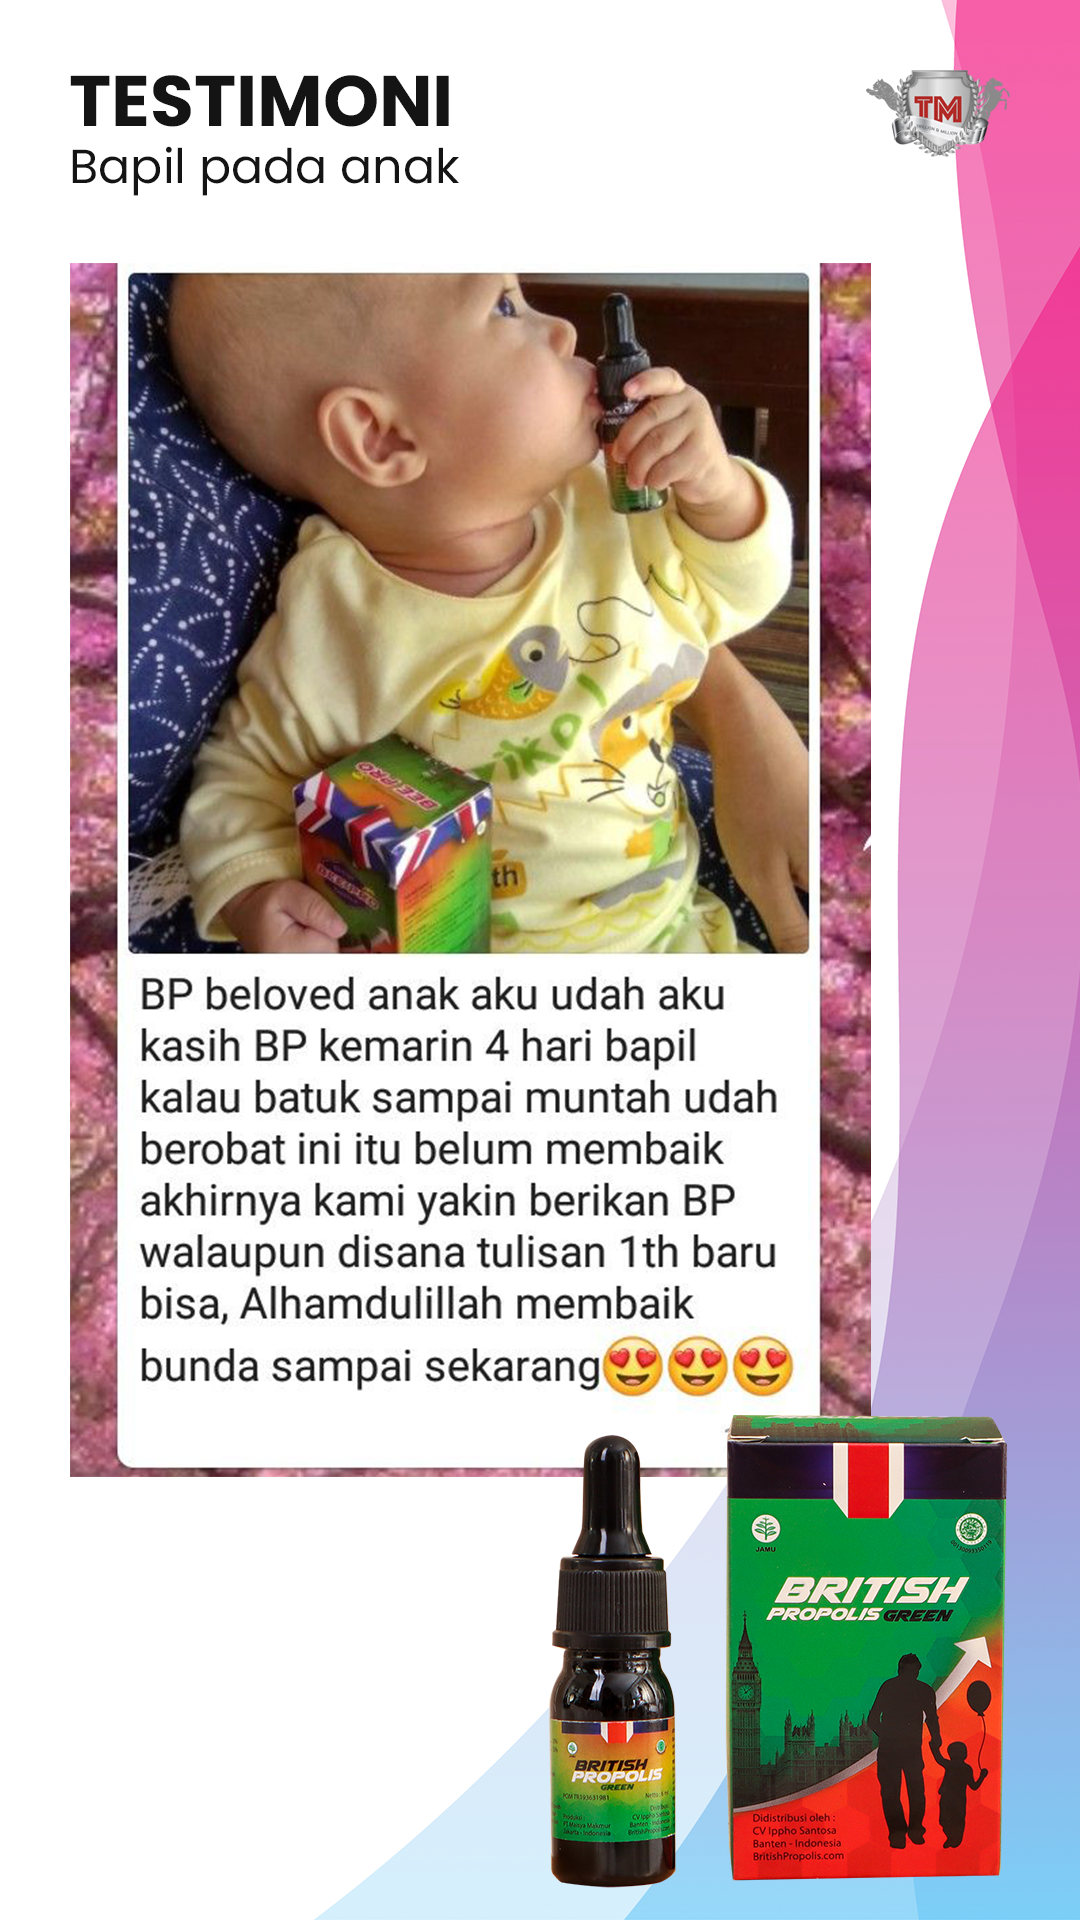 TESTIMONI
Bapil pada anak
TM
BEE PRO
th
BP beloved anak aku udah aku
kasih BP kemarin 4 hari bapil
kalau batuk sampai muntah udah
berobat ini itu belum membaik
akhirnya kami yakin berikan BP
walaupun disana tulisan 1th baru
bisa, Alhamdulillah membaik
bunda sampai sekarang😍😍😍
JAMU
BRITISH
PROPOLIS GREEN
Didistribusi oleh :
CV Ippho Santosa
Banten - Indonesia
BritishPropolis.com
BRITISH
PROPOLIS
GREEN